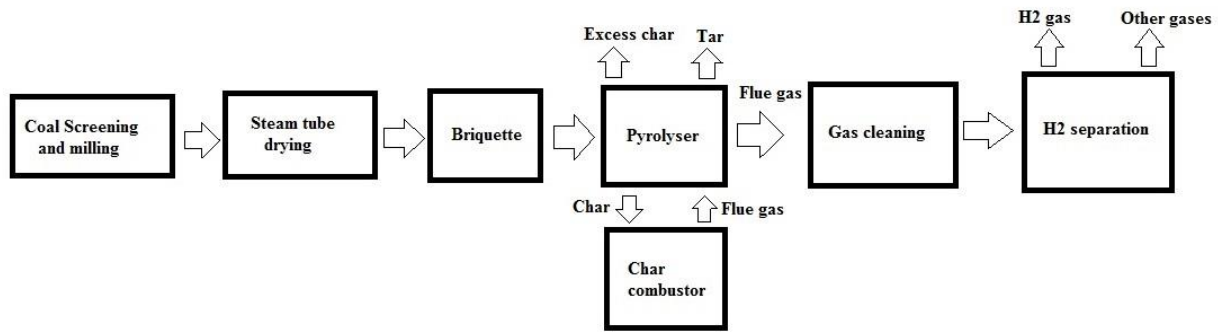 H2 gas
Other gases
Excess char
Tar
Coal Screening
and milling
Steam tube
drying
Briquette
Pyrolyser
Flue gas
Gas cleaning
H2 separation
Char
Flue gas
Char
combustor